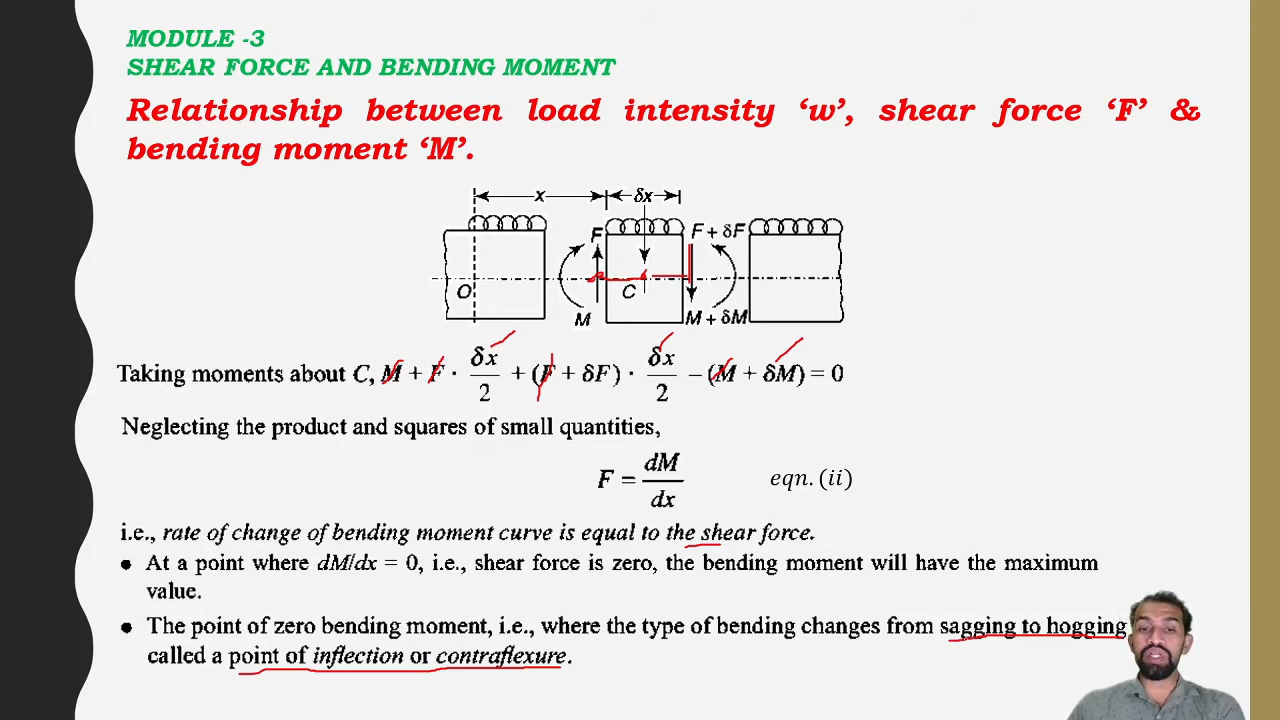 MODULE -3
SHEAR FORCE AND BENDING MOMENT
Relationship between load intensity ‘w’, shear force ‘F’ &
bending moment ‘M’.
x δx
F F + δF
O C
M M + δM
Taking moments about C, M + F · δx/2 + (F + δF) · δx/2 – (M + δM) = 0
Neglecting the product and squares of small quantities,
F = dM/dx eqn. (ii)
i.e., rate of change of bending moment curve is equal to the shear force.
• At a point where dM/dx = 0, i.e., shear force is zero, the bending moment will have the maximum
value.
• The point of zero bending moment, i.e., where the type of bending changes from sagging to hogging
called a point of inflection or contraflexure.